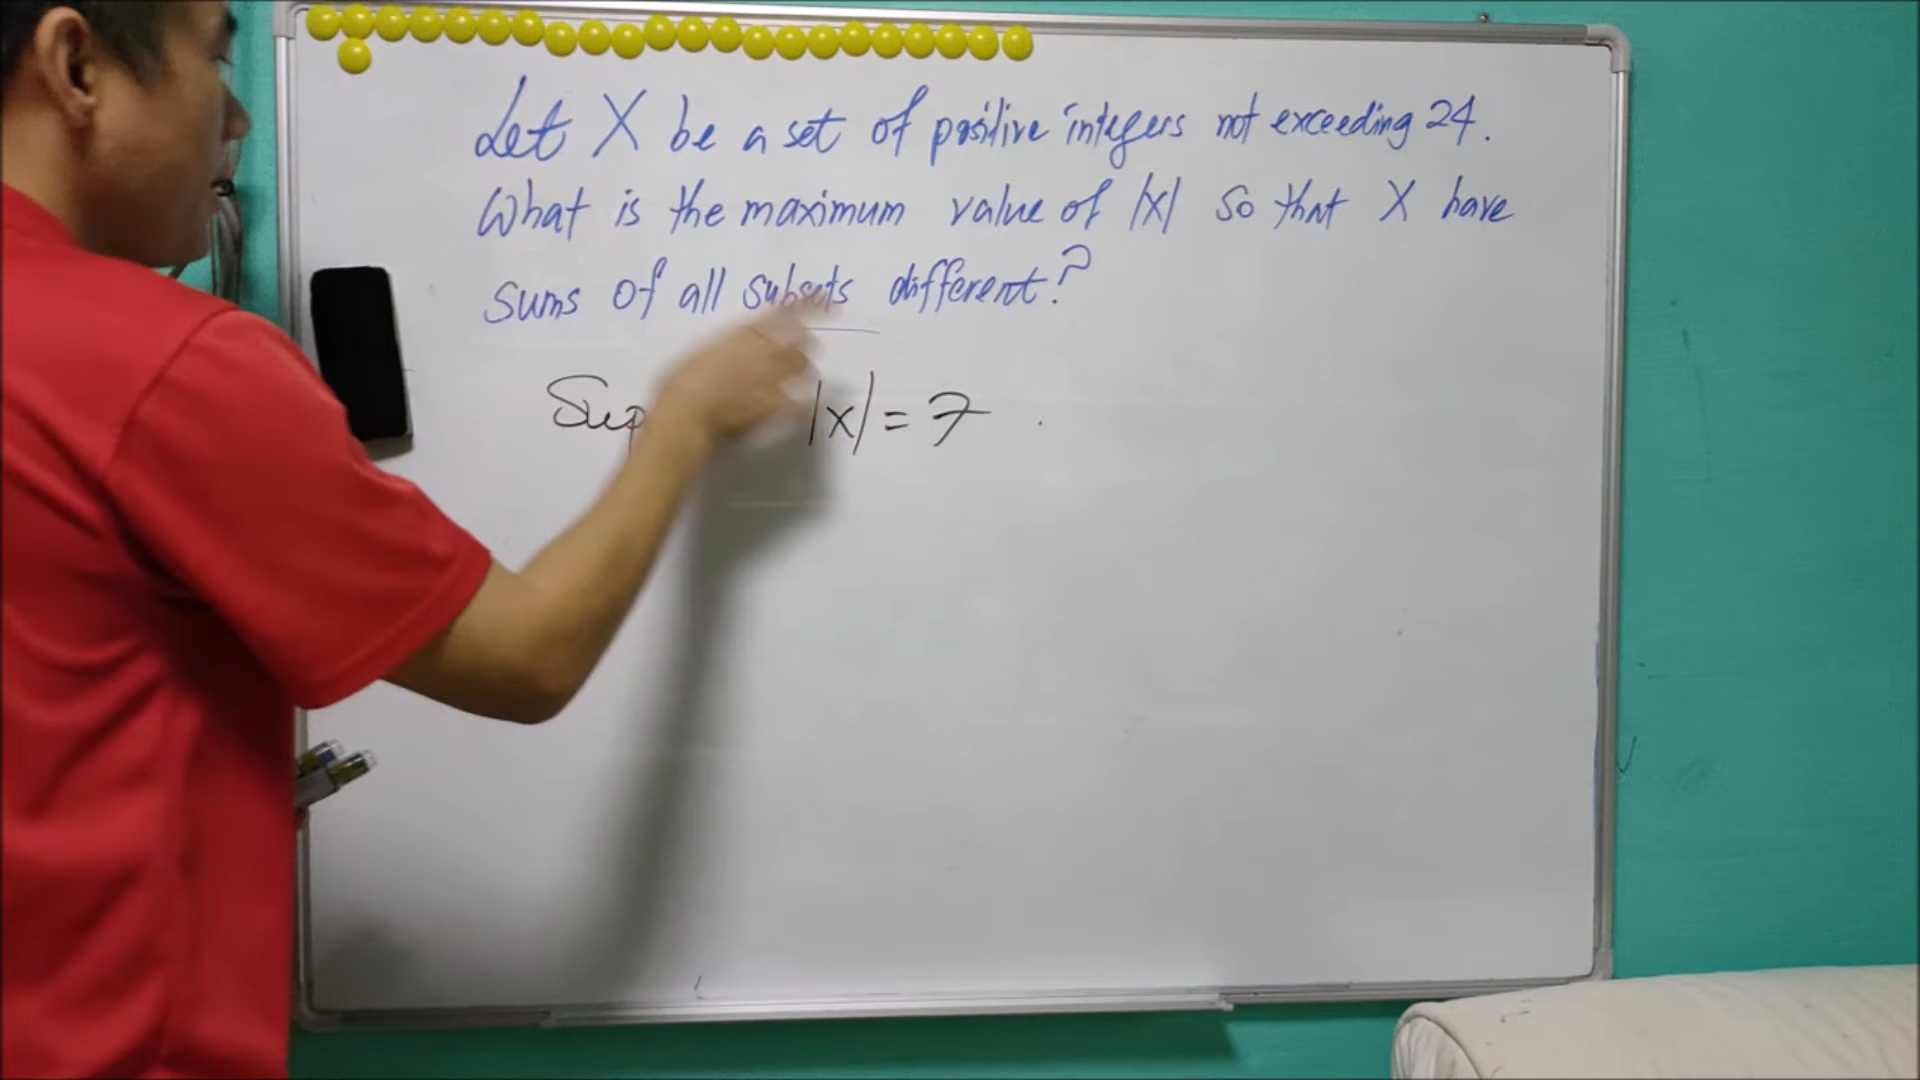 Let X be a set of positive integers not exceeding 24.
What is the maximum value of |X| so that X have
sums of all subsets different?
|X| = 7